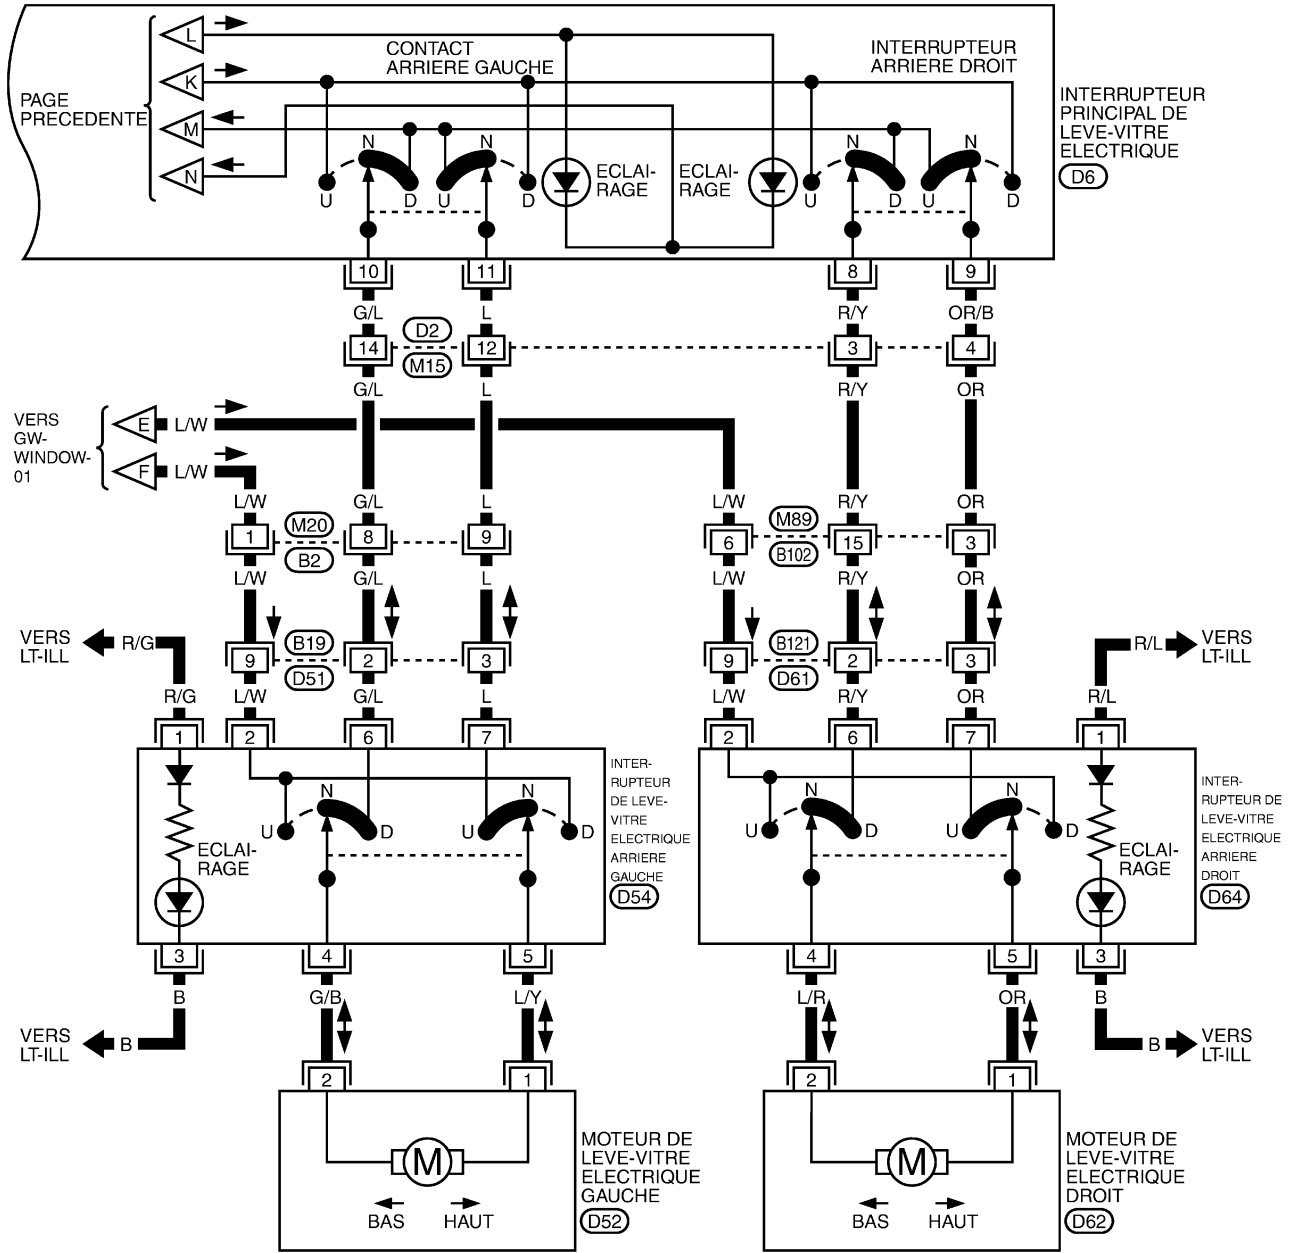 PAGE
PRECEDENTE
L
K
M
N
CONTACT
ARRIERE GAUCHE
INTERRUPTEUR
ARRIERE DROIT
INTERRUPTEUR
PRINCIPAL DE
LEVE-VITRE
ELECTRIQUE
D6
N N N N
ECLAI-
RAGE
ECLAI-
RAGE
U D U D U D U D
10 11 8 9
G/L L R/Y OR/B
D2
14 12 3 4
M15
G/L L R/Y OR
VERS
GW-
WINDOW-
01
E L/W
F L/W
L/W G/L L L/W R/Y OR
M20 M89
1 8 9 6 15 3
B2 B102
L/W G/L L L/W R/Y OR
VERS
LT-ILL
R/G
B19 B121
R/L
VERS
LT-ILL
9 2 3 9 2 3
D51 D61
R/G L/W G/L L L/W R/Y OR R/L
1 2 6 7 2 6 7 1
N N N N
U D U D U D U D
ECLAI-
RAGE
INTER-
RUPTEUR
DE LEVE-
VITRE
ELECTRIQUE
ARRIERE
GAUCHE
D54
ECLAI-
RAGE
INTER-
RUPTEUR DE
LEVE-VITRE
ELECTRIQUE
ARRIERE
DROIT
D64
3 4 5 4 5 3
B G/B L/Y L/R OR B
VERS
LT-ILL
B
B
VERS
LT-ILL
2 1 2 1
M
BAS HAUT
MOTEUR DE
LEVE-VITRE
ELECTRIQUE
GAUCHE
D52
M
BAS HAUT
MOTEUR DE
LEVE-VITRE
ELECTRIQUE
DROIT
D62